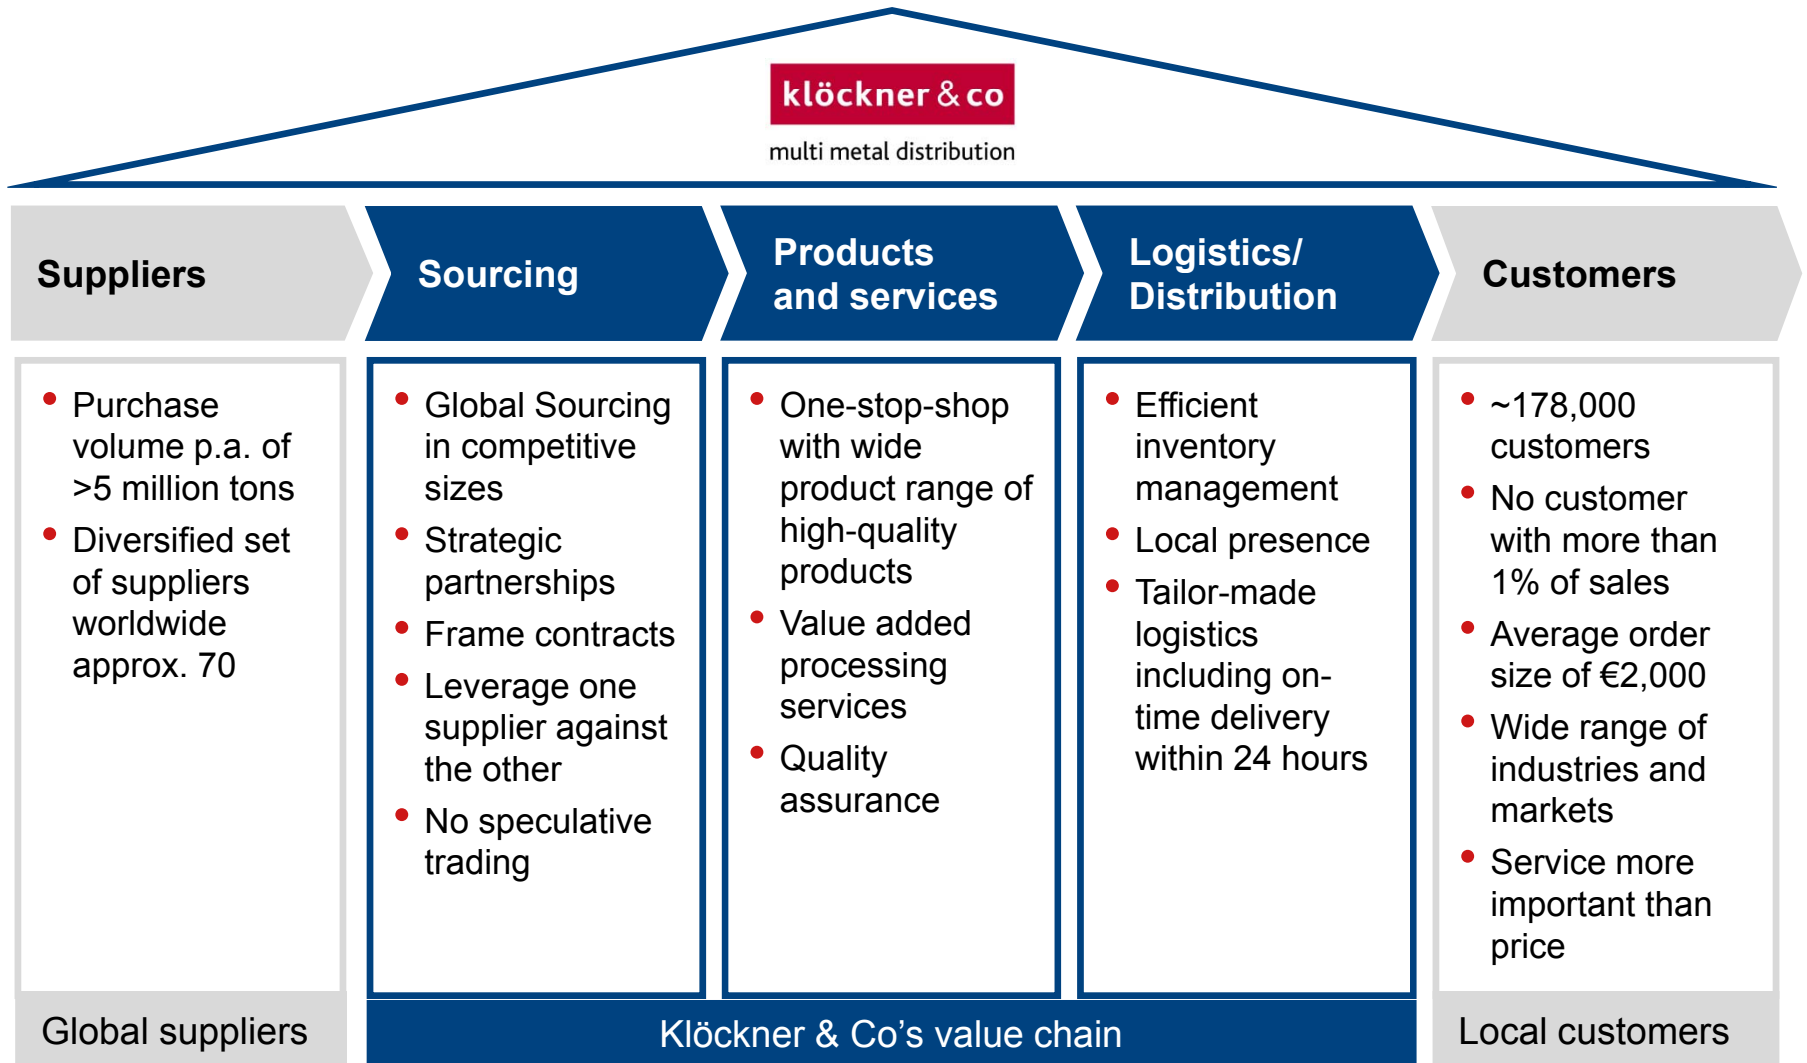 klöckner & co
multi metal distribution
Suppliers
Sourcing
Products
and services
Logistics/
Distribution
Customers
• Purchase
volume p.a. of
>5 million tons
• Diversified set
of suppliers
worldwide
approx. 70
• Global Sourcing
in competitive
sizes
• Strategic
partnerships
• Frame contracts
• Leverage one
supplier against
the other
• No speculative
trading
• One-stop-shop
with wide
product range of
high-quality
products
• Value added
processing
services
• Quality
assurance
• Efficient
inventory
management
• Local presence
• Tailor-made
logistics
including on-
time delivery
within 24 hours
• ~178,000
customers
• No customer
with more than
1% of sales
• Average order
size of €2,000
• Wide range of
industries and
markets
• Service more
important than
price
Global suppliers
Klöckner & Co’s value chain
Local customers